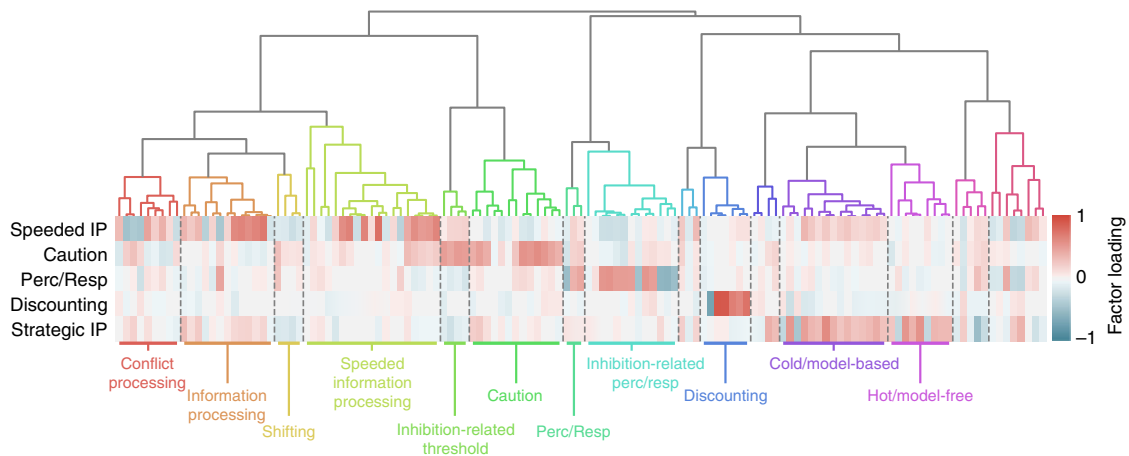 Speeded IP
Caution
Perc/Resp
Discounting
Strategic IP
1
0
−1
Factor loading
Conflict
processing
Information
processing
Shifting
Speeded
information
processing
Inhibition-related
threshold
Caution
Perc/Resp
Inhibition-related
perc/resp
Discounting
Cold/model-based
Hot/model-free